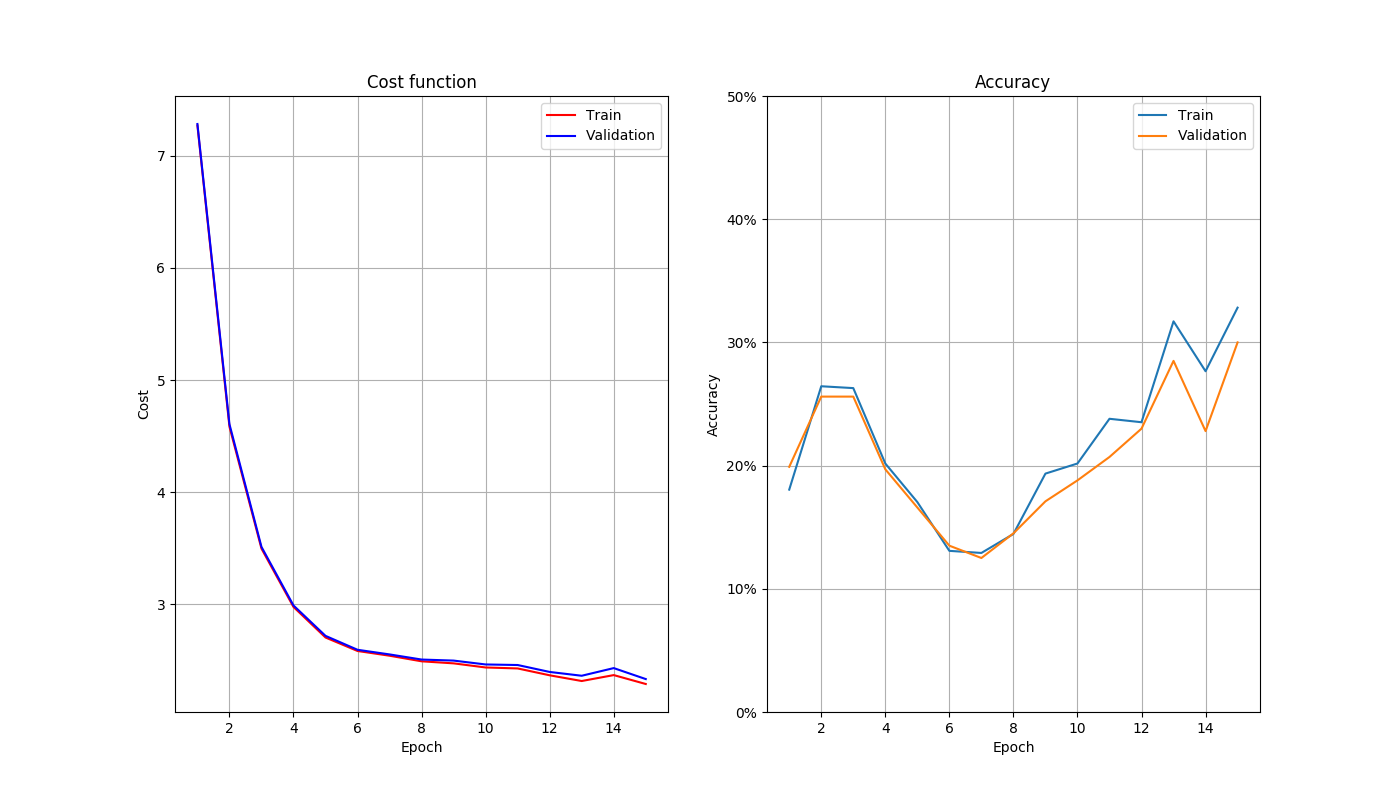 Cost function
Train
Validation
7
6
5
4
3
Cost
2 4 6 8 10 12 14
Epoch
Accuracy
Train
Validation
50%
40%
30%
20%
10%
0%
Accuracy
2 4 6 8 10 12 14
Epoch